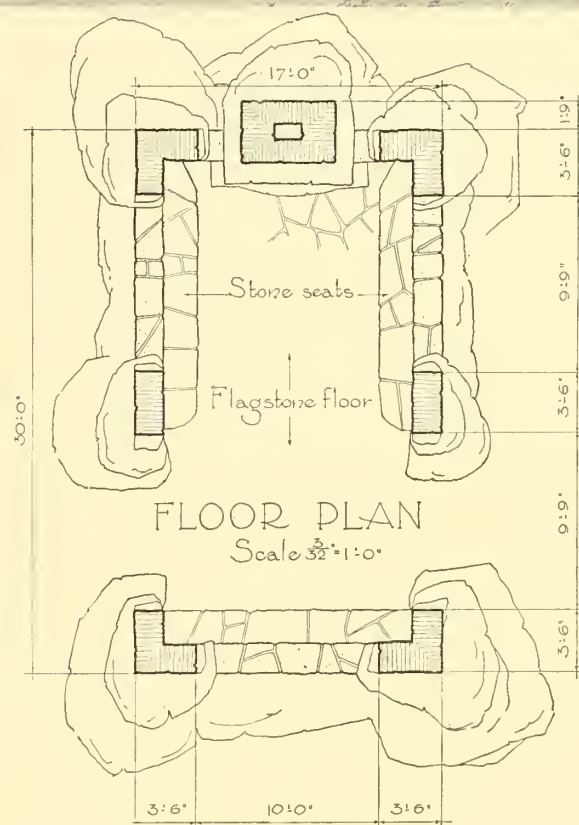 17'-0"
1'-9"
3'-6"
9'-9"
Stone seats
Flagstone floor
30'-0"
3'-6"
9'-9"
FLOOR PLAN
Scale 3/32" = 1'-0"
3'-6"
3'-6"
10'-0"
3'-6"